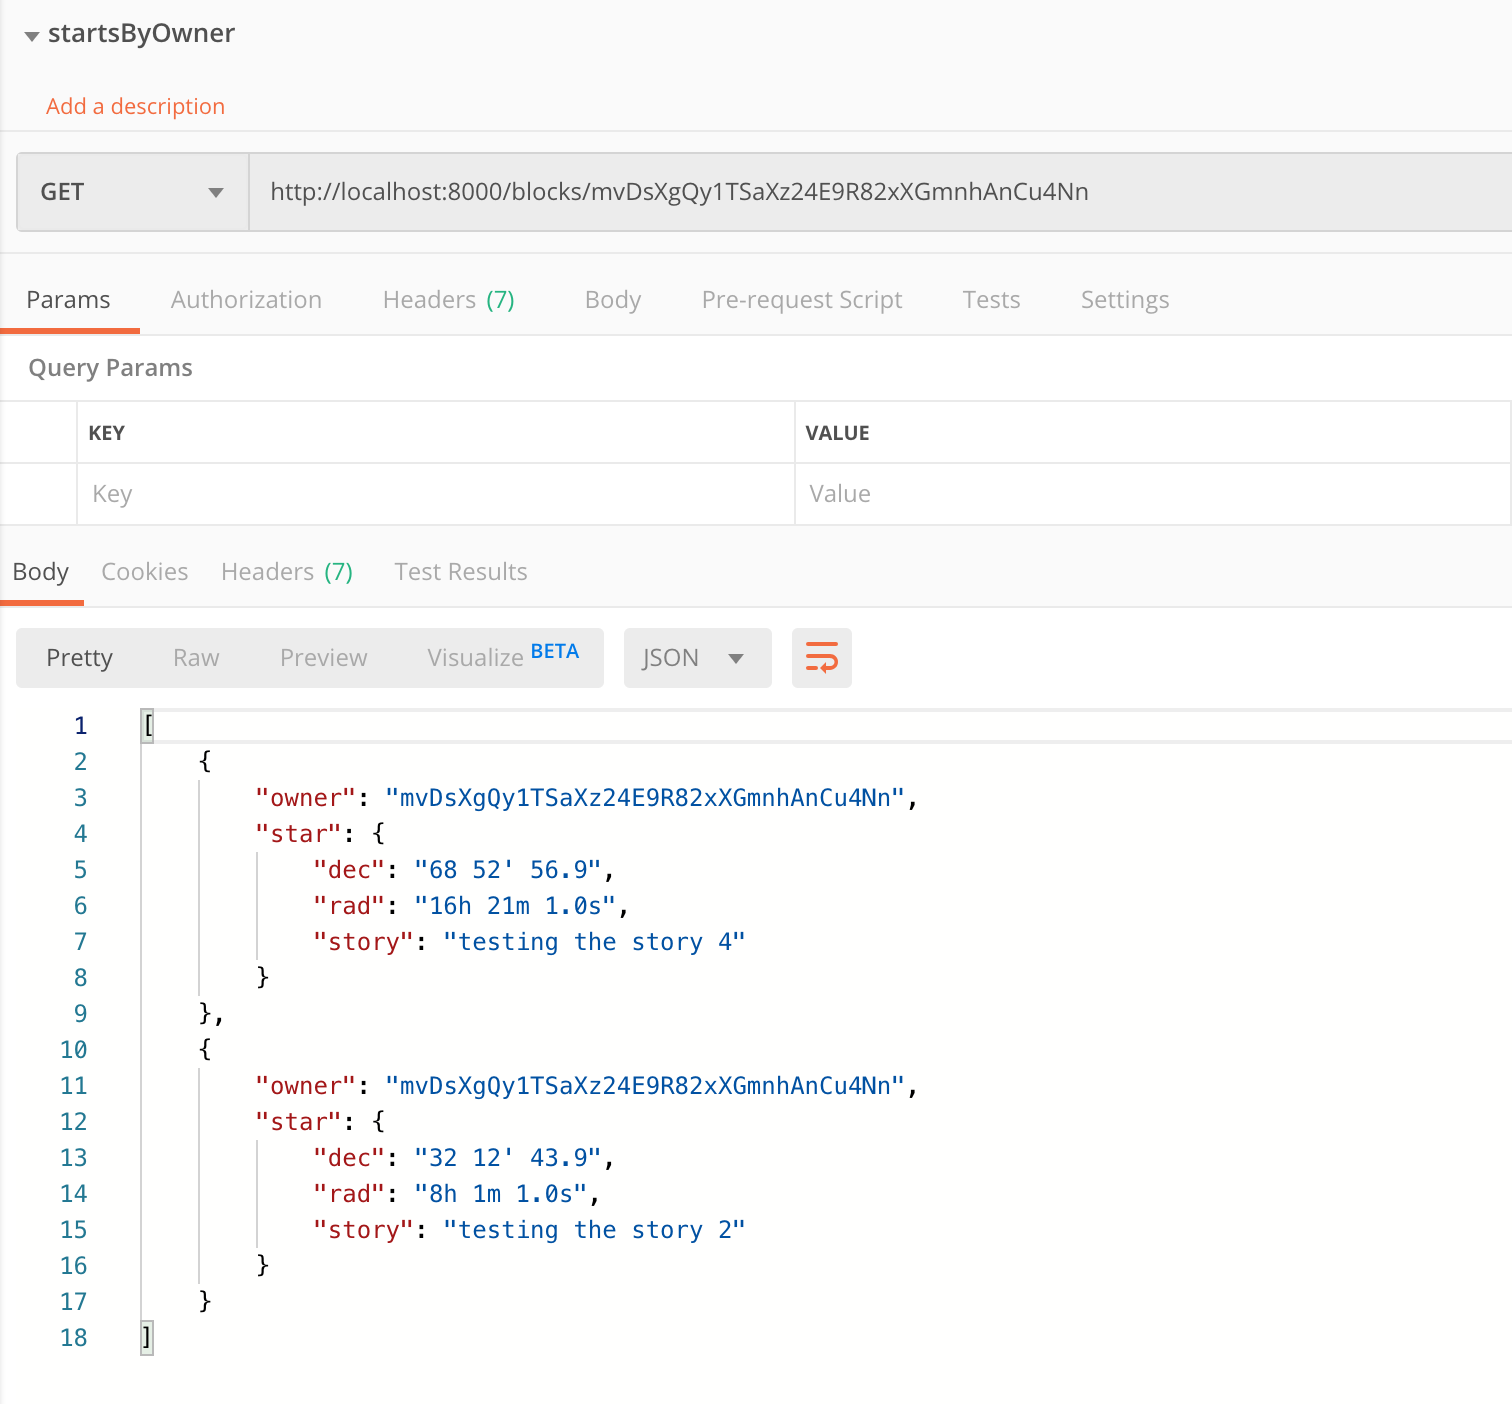 startsByOwner
Add a description
GET http://localhost:8000/blocks/mvDsXgQy1TSaXz24E9R82xXGmnhAnCu4Nn
Params Authorization Headers (7) Body Pre-request Script Tests Settings
Query Params
KEY VALUE
Key Value
Body Cookies Headers (7) Test Results
Pretty Raw Preview Visualize BETA JSON
1 [
2 {
3 "owner": "mvDsXgQy1TSaXz24E9R82xXGmnhAnCu4Nn",
4 "star": {
5 "dec": "68 52' 56.9",
6 "rad": "16h 21m 1.0s",
7 "story": "testing the story 4"
8 }
9 },
10 {
11 "owner": "mvDsXgQy1TSaXz24E9R82xXGmnhAnCu4Nn",
12 "star": {
13 "dec": "32 12' 43.9",
14 "rad": "8h 1m 1.0s",
15 "story": "testing the story 2"
16 }
17 }
18 ]